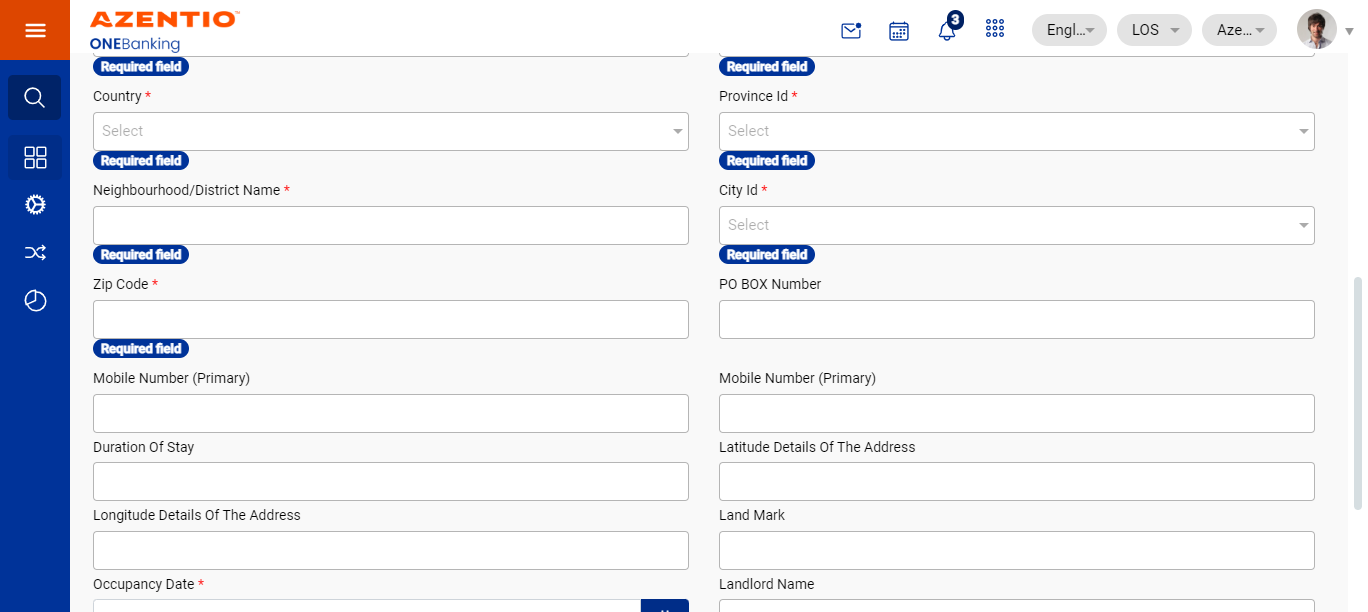 AZENTIO™
ONEBanking
3
Engl...
LOS
Aze...
Required field
Required field
Country *
Province Id *
Select
Select
Required field
Required field
Neighbourhood/District Name *
City Id *
Select
Required field
Required field
Zip Code *
PO BOX Number
Required field
Mobile Number (Primary)
Mobile Number (Primary)
Duration Of Stay
Latitude Details Of The Address
Longitude Details Of The Address
Land Mark
Occupancy Date *
Landlord Name